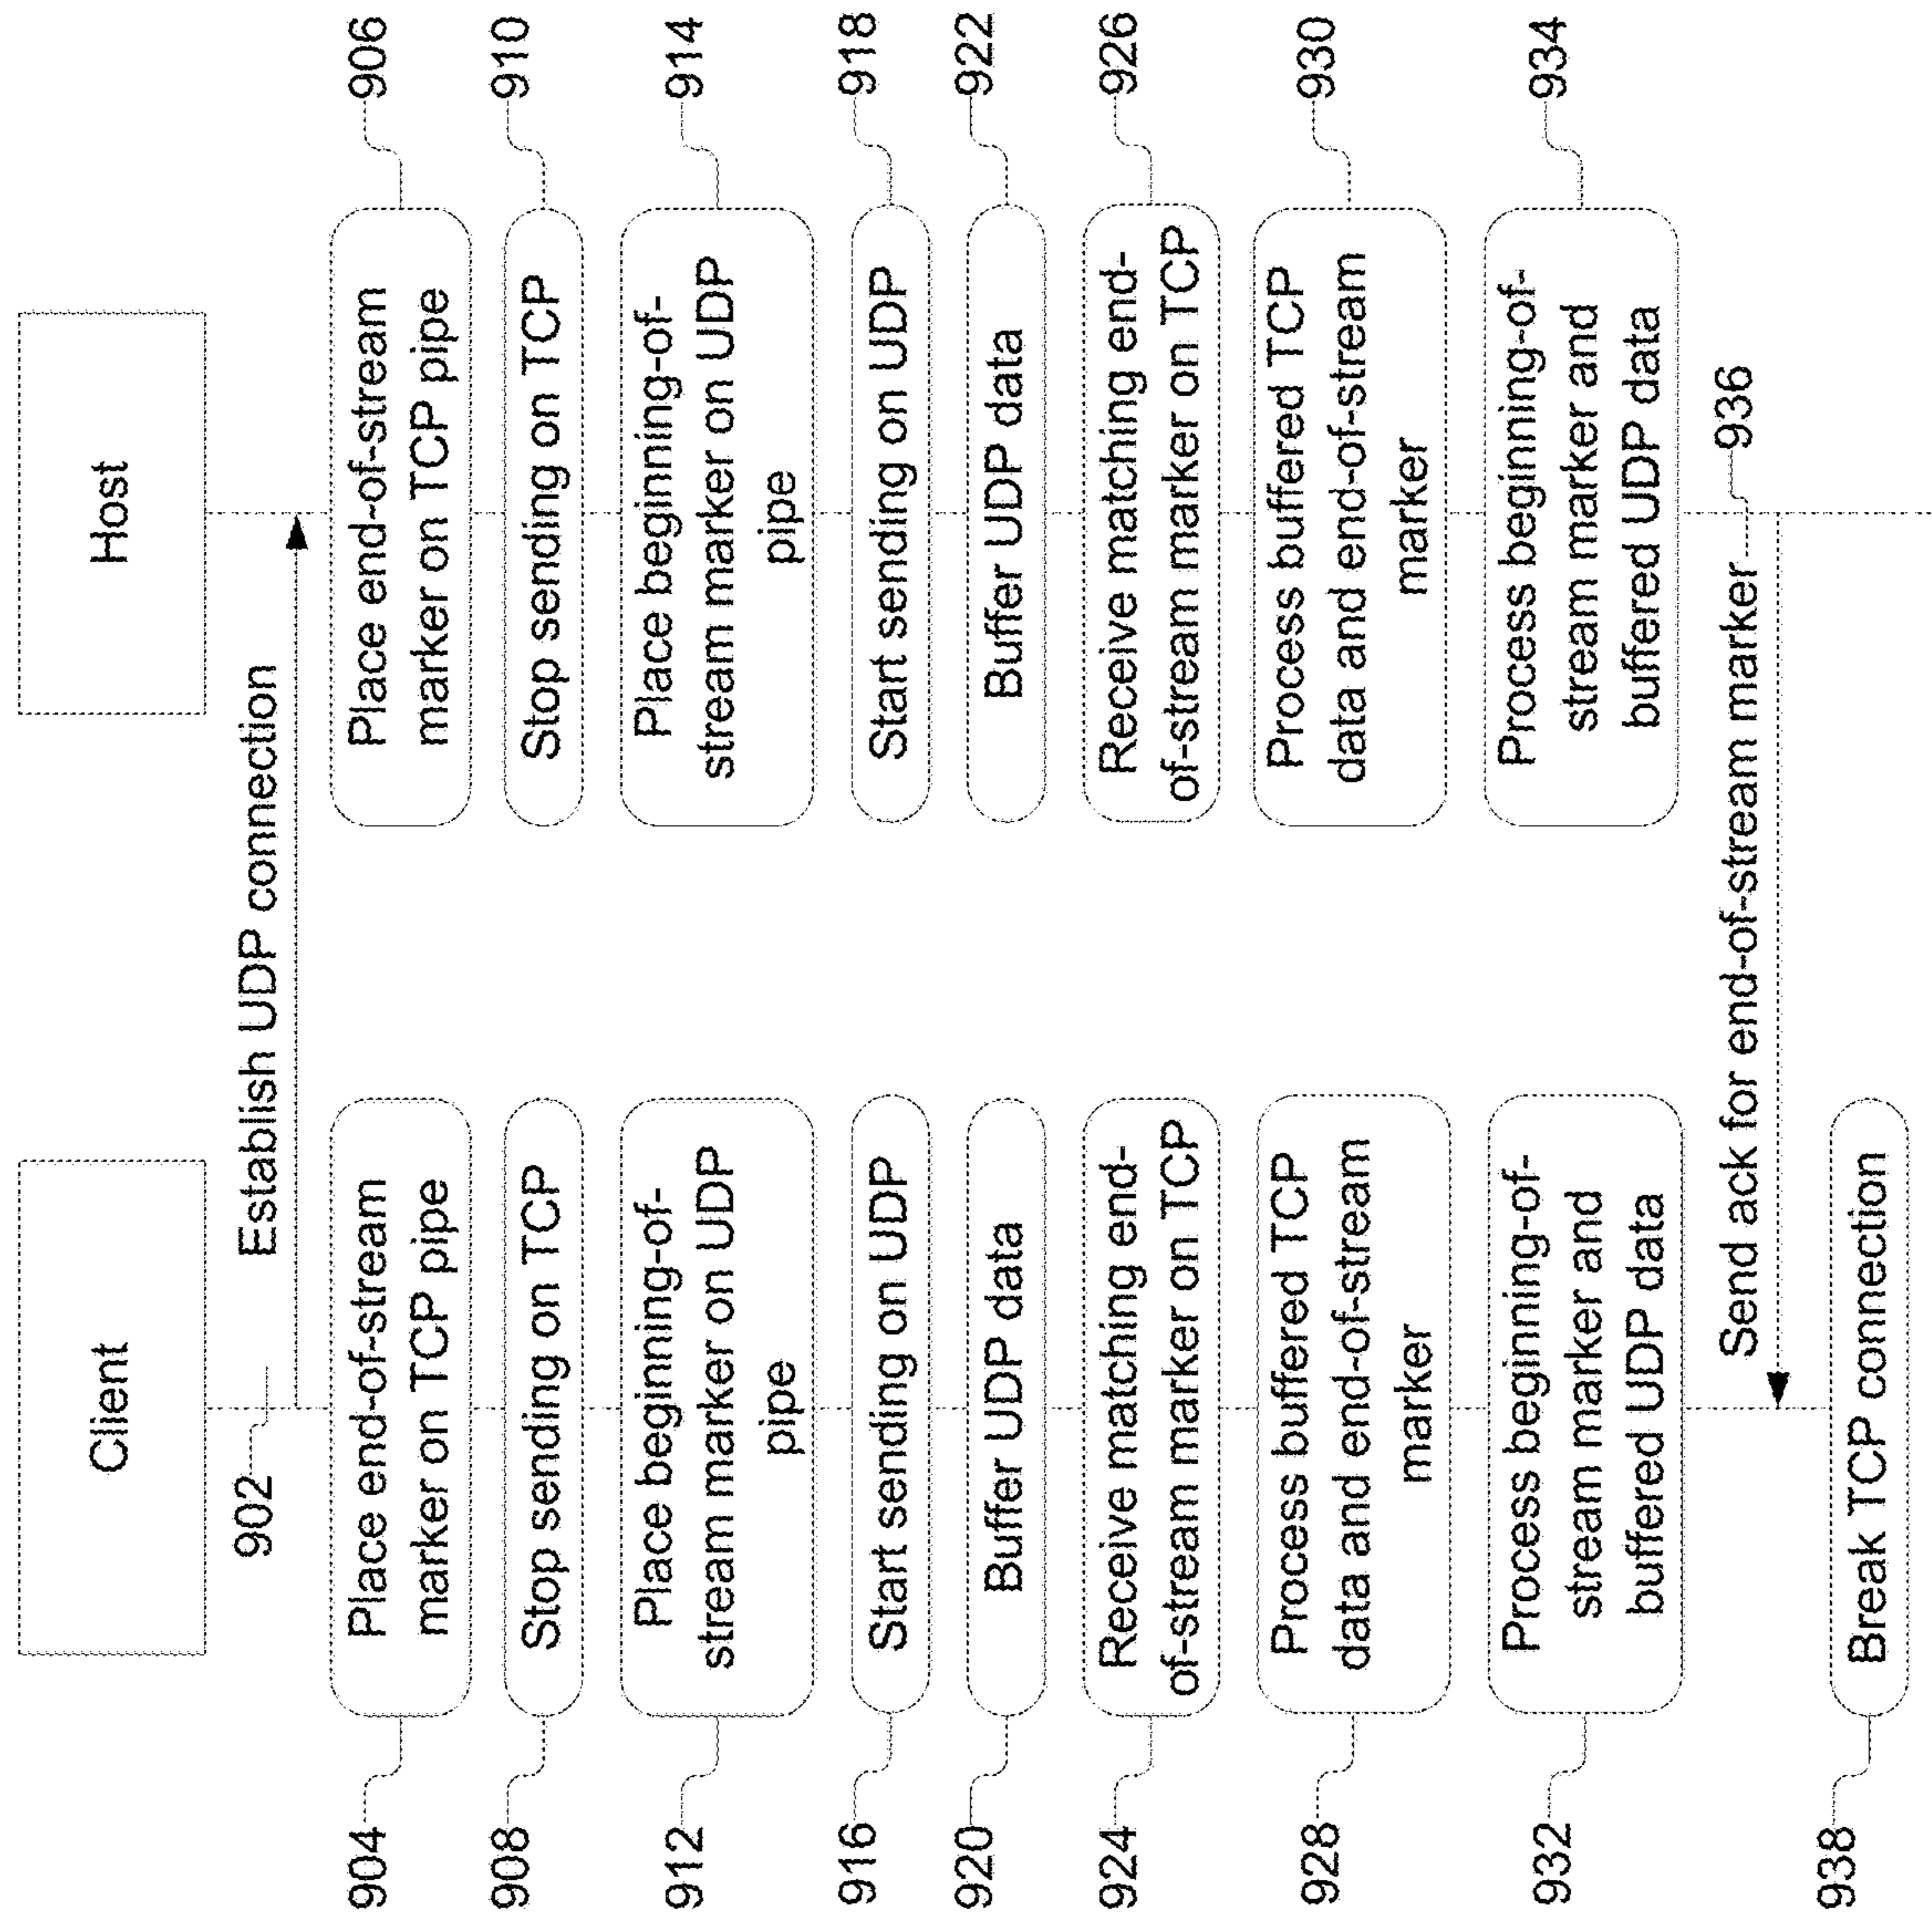 Client
Host
902
Establish UDP connection
904
Place end-of-stream
marker on TCP pipe
Place end-of-stream
marker on TCP pipe
906
908
Stop sending on TCP
Stop sending on TCP
910
912
Place beginning-of-
stream marker on UDP
pipe
Place beginning-of-
stream marker on UDP
pipe
914
916
Start sending on UDP
Start sending on UDP
918
920
Buffer UDP data
Buffer UDP data
922
924
Receive matching end-
of-stream marker on TCP
Receive matching end-
of-stream marker on TCP
926
928
Process buffered TCP
data and end-of-stream
marker
Process buffered TCP
data and end-of-stream
marker
930
932
Process beginning-of-
stream marker and
buffered UDP data
Process beginning-of-
stream marker and
buffered UDP data
934
Send ack for end-of-stream marker
936
938
Break TCP connection